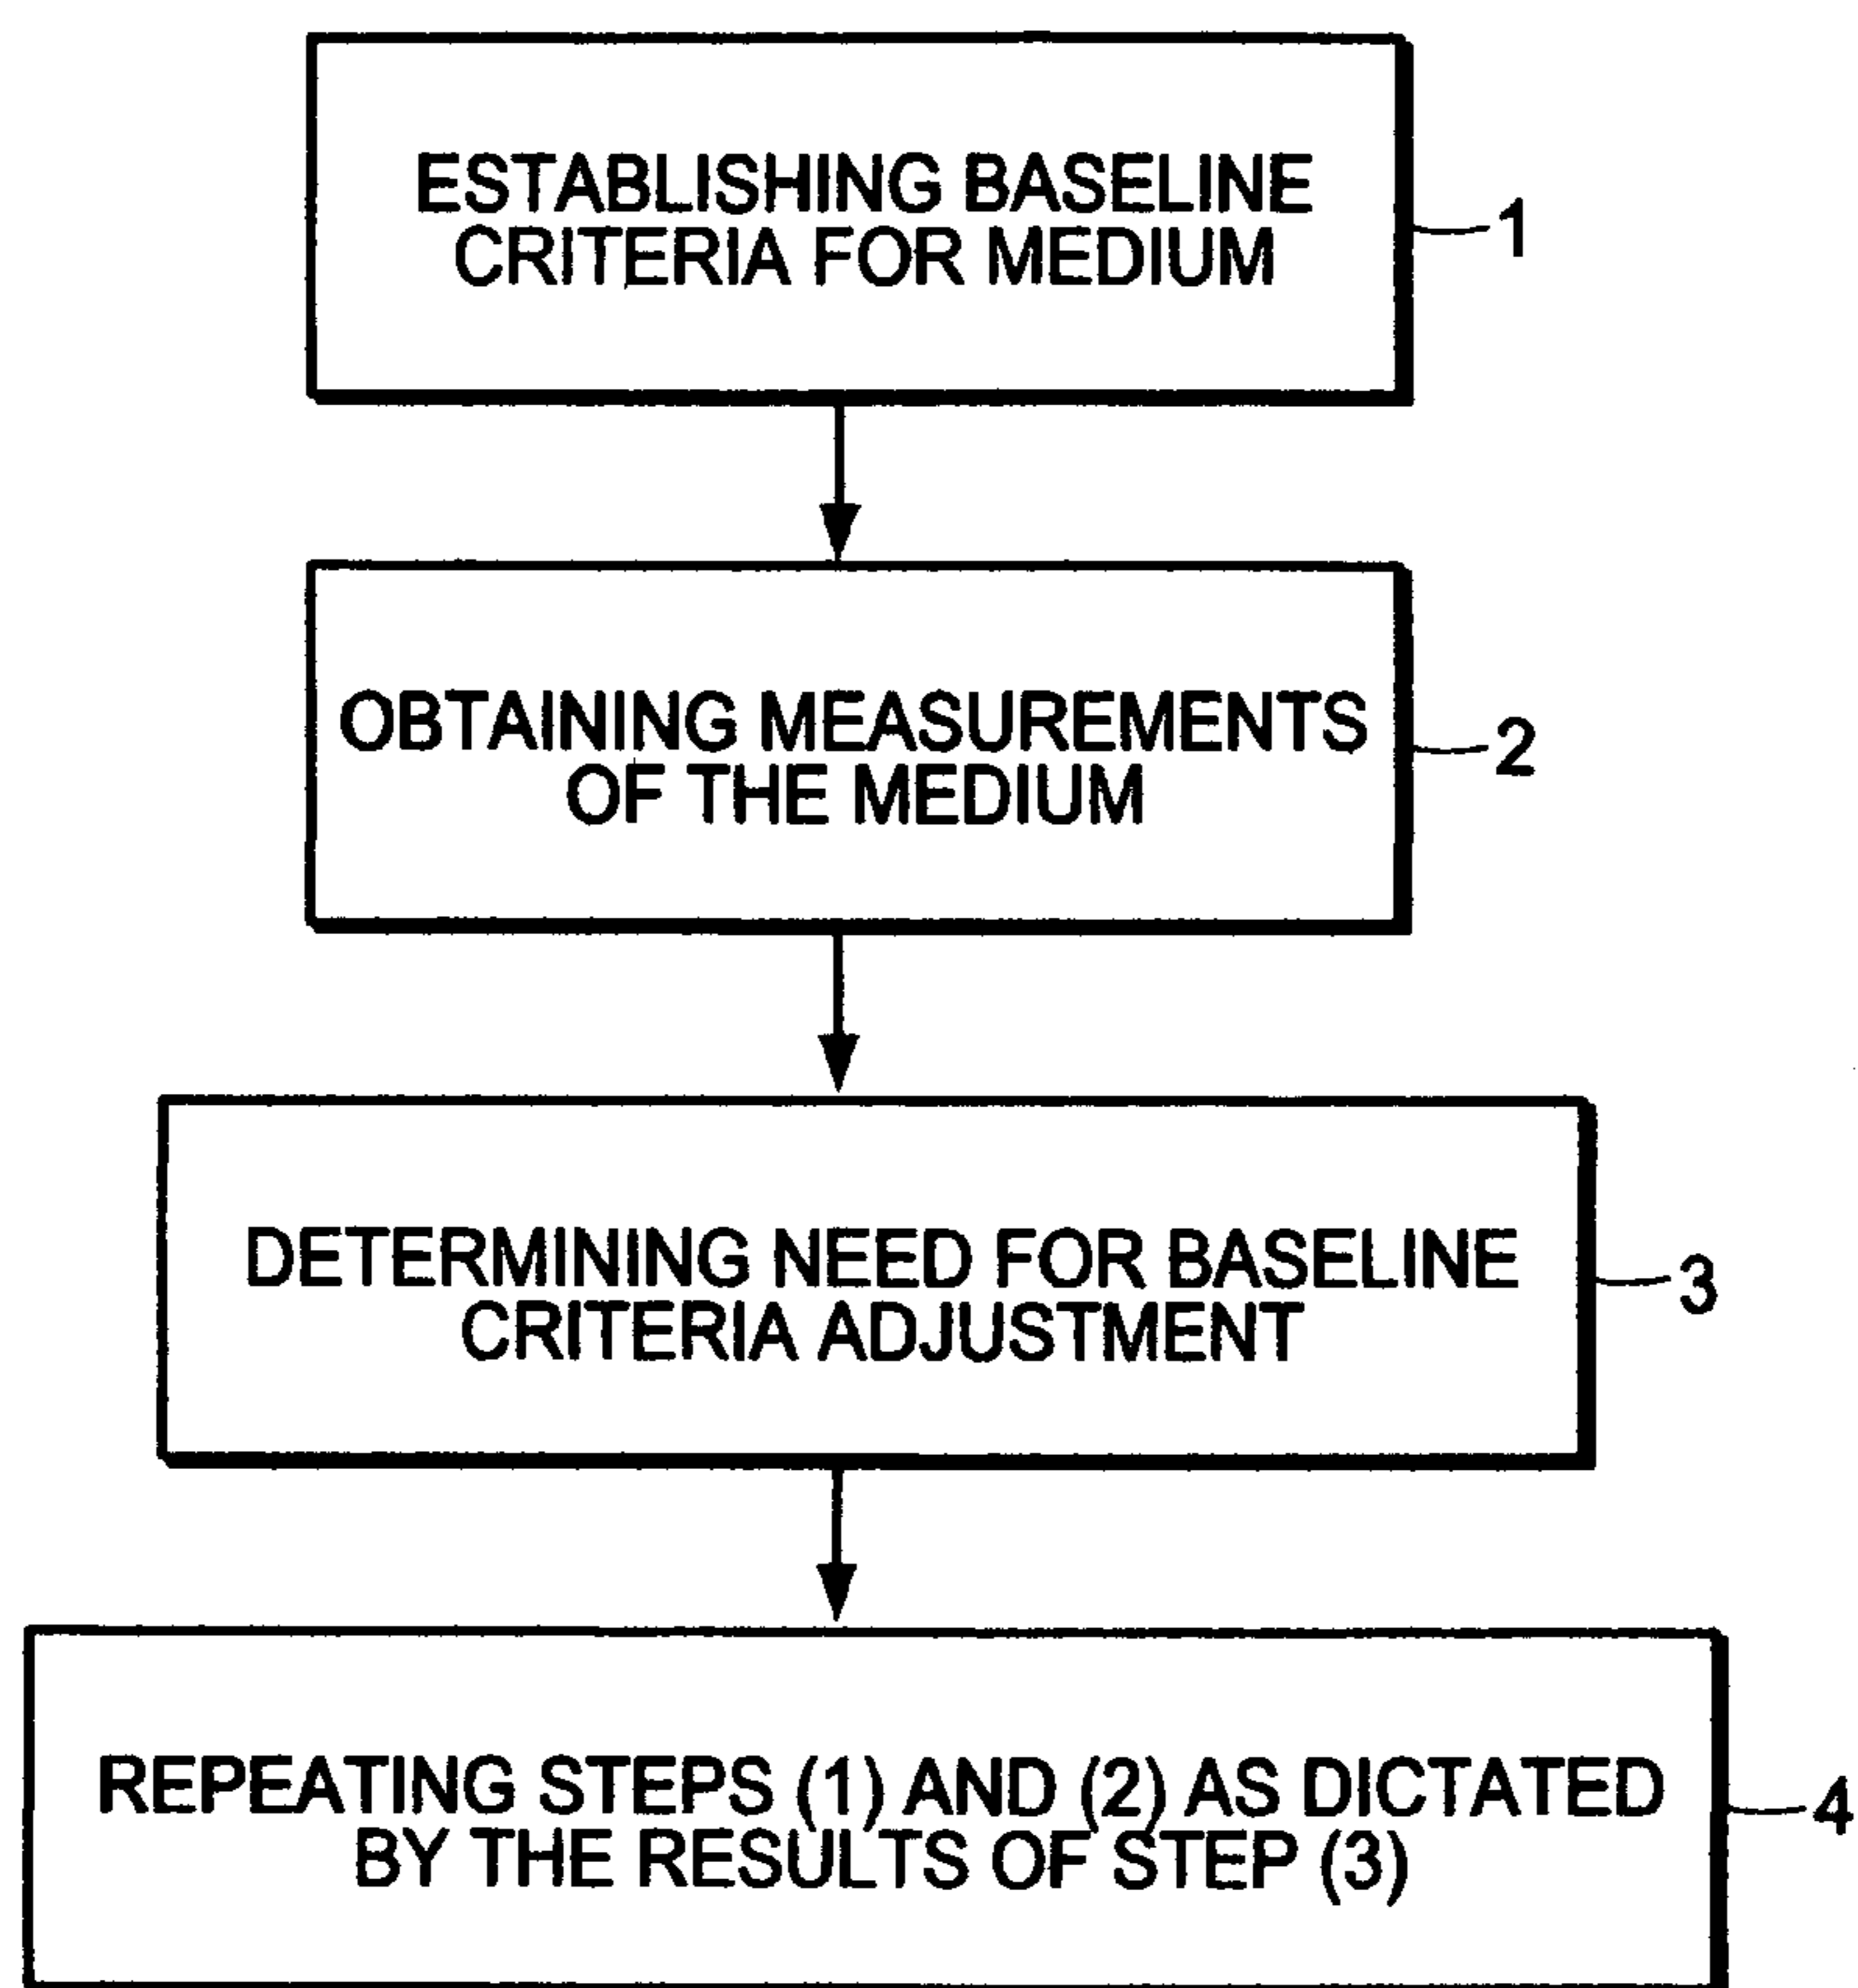 ESTABLISHING BASELINE
CRITERIA FOR MEDIUM
1
OBTAINING MEASUREMENTS
OF THE MEDIUM
2
DETERMINING NEED FOR BASELINE
CRITERIA ADJUSTMENT
3
REPEATING STEPS (1) AND (2) AS DICTATED
BY THE RESULTS OF STEP (3)
4